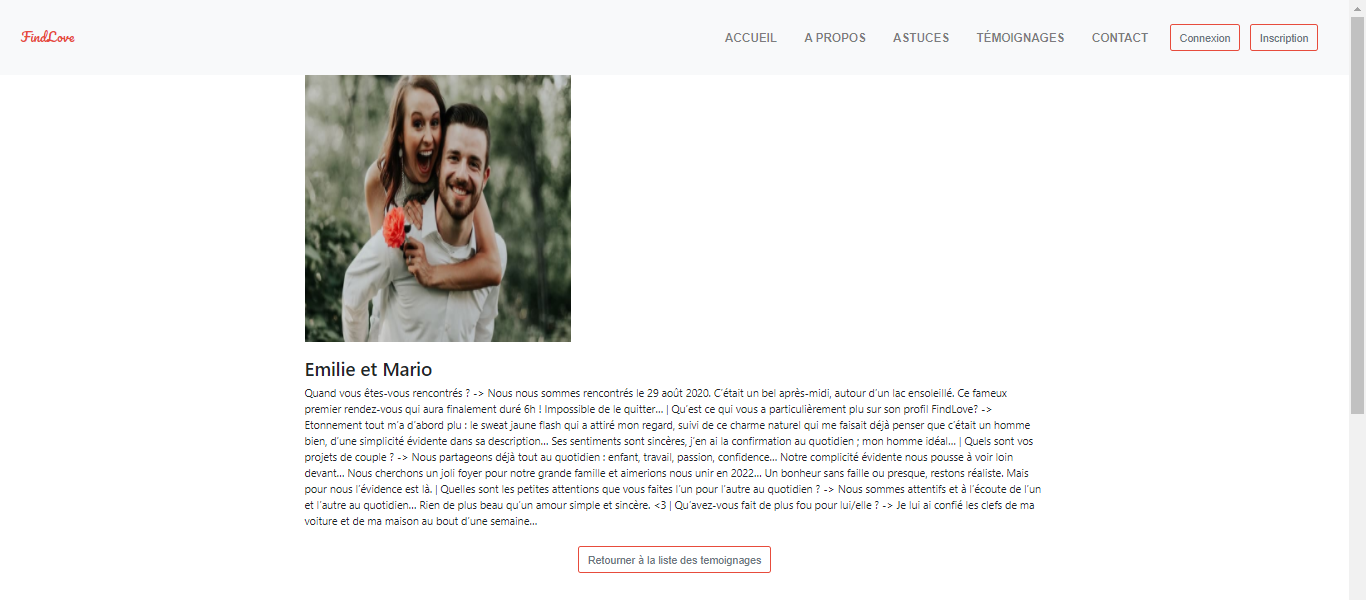 FindLove
ACCUEIL A PROPOS ASTUCES TÉMOIGNAGES CONTACT Connexion Inscription
Emilie et Mario
Quand vous êtes-vous rencontrés ? -> Nous nous sommes rencontrés le 29 août 2020. C'était un bel après-midi, autour d'un lac ensoleillé. Ce fameux
premier rendez-vous qui aura finalement duré 6h ! Impossible de le quitter... | Qu'est ce qui vous a particulièrement plu sur son profil FindLove? ->
Etonnement tout m'a d'abord plu : le sweat jaune flash qui a attiré mon regard, suivi de ce charme naturel qui me faisait déjà penser que c'était un homme
bien, d'une simplicité évidente dans sa description... Ses sentiments sont sincères, j'en ai la confirmation au quotidien ; mon homme idéal... | Quels sont vos
projets de couple ? -> Nous partageons déjà tout au quotidien : enfant, travail, passion, confidence... Notre complicité évidente nous pousse à voir loin
devant... Nous cherchons un joli foyer pour notre grande famille et aimerions nous unir en 2022... Un bonheur sans faille ou presque, restons réaliste. Mais
pour nous l'évidence est là. | Quelles sont les petites attentions que vous faites l'un pour l'autre au quotidien ? -> Nous sommes attentifs et à l'écoute de l'un
et l'autre au quotidien... Rien de plus beau qu'un amour simple et sincère. <3 | Qu'avez-vous fait de plus fou pour lui/elle ? -> Je lui ai confié les clefs de ma
voiture et de ma maison au bout d'une semaine...
Retourner à la liste des temoignages